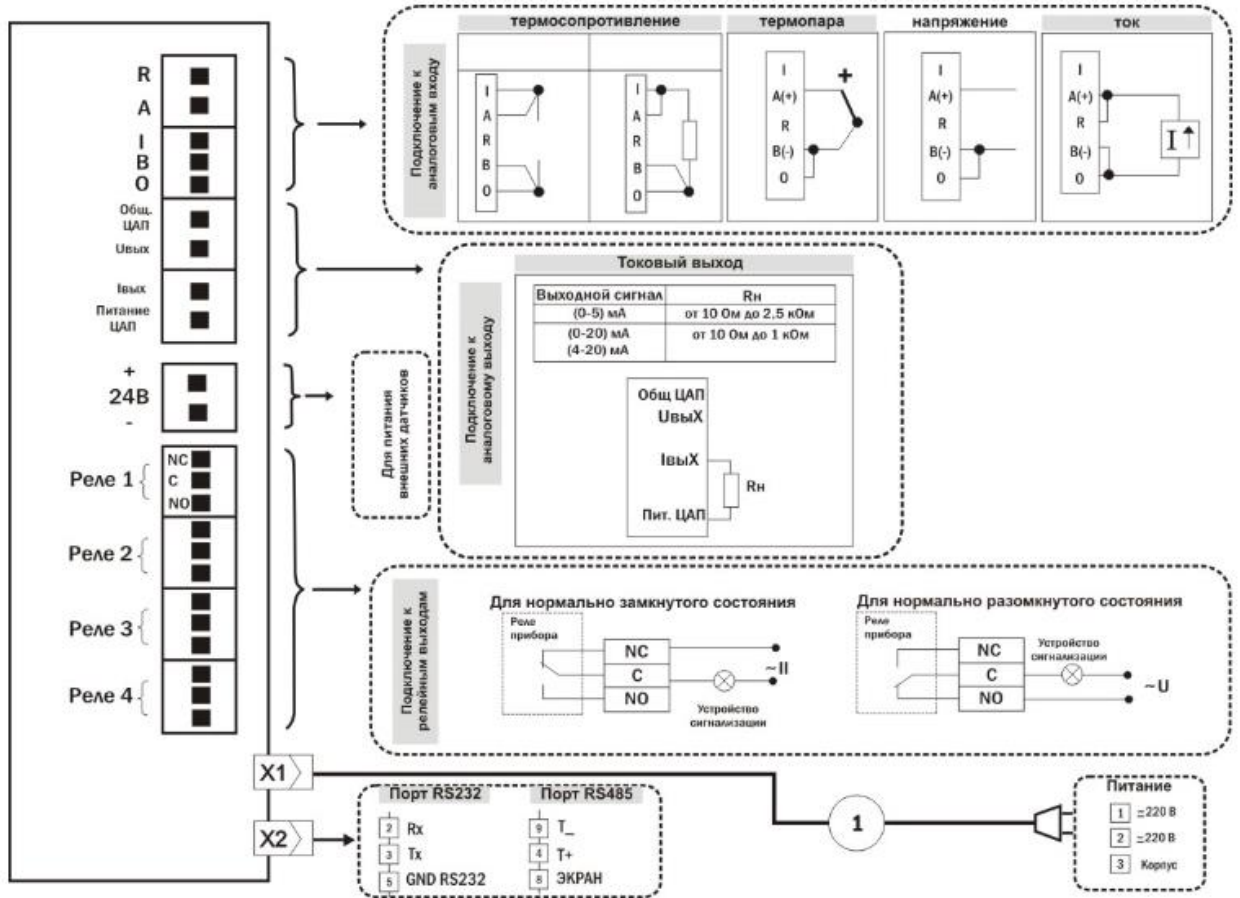 R
A
I
B
O
Общ.
ЦАП
Uвых
Iвых
Питание
ЦАП
+
24В
-
Реле 1
NC
C
NO
Реле 2
Реле 3
Реле 4
X1
X2
Подключение к
аналоговым входу
термосопротивление
I
A
R
B
O
I
A
R
B
O
термопара
I
A(+)
R
B(-)
O
+
напряжение
I
A(+)
R
B(-)
O
ток
I
A(+)
R
B(-)
O
I
Для питания
внешних датчиков
Подключение к
аналоговому выходу
Токовый выход
Выходной сигнал Rн
(0-5) мА от 10 Ом до 2,5 кОм
(0-20) мА от 10 Ом до 1 кОм
(4-20) мА
Общ ЦАП
UвыХ
IвыХ
Rн
Пит. ЦАП
Подключение к
релейным выходам
Для нормально замкнутого состояния
Реле
прибора
NC
C
NO
~II
Устройство
сигнализации
Для нормально разомкнутого состояния
Реле
прибора
NC
C
NO
Устройство
сигнализации
~U
Порт RS232
2 Rx
3 Tx
5 GND RS232
Порт RS485
9 T_
4 T+
8 ЭКРАН
1
Питание
1 =220 В
2 =220 В
3 Корпус